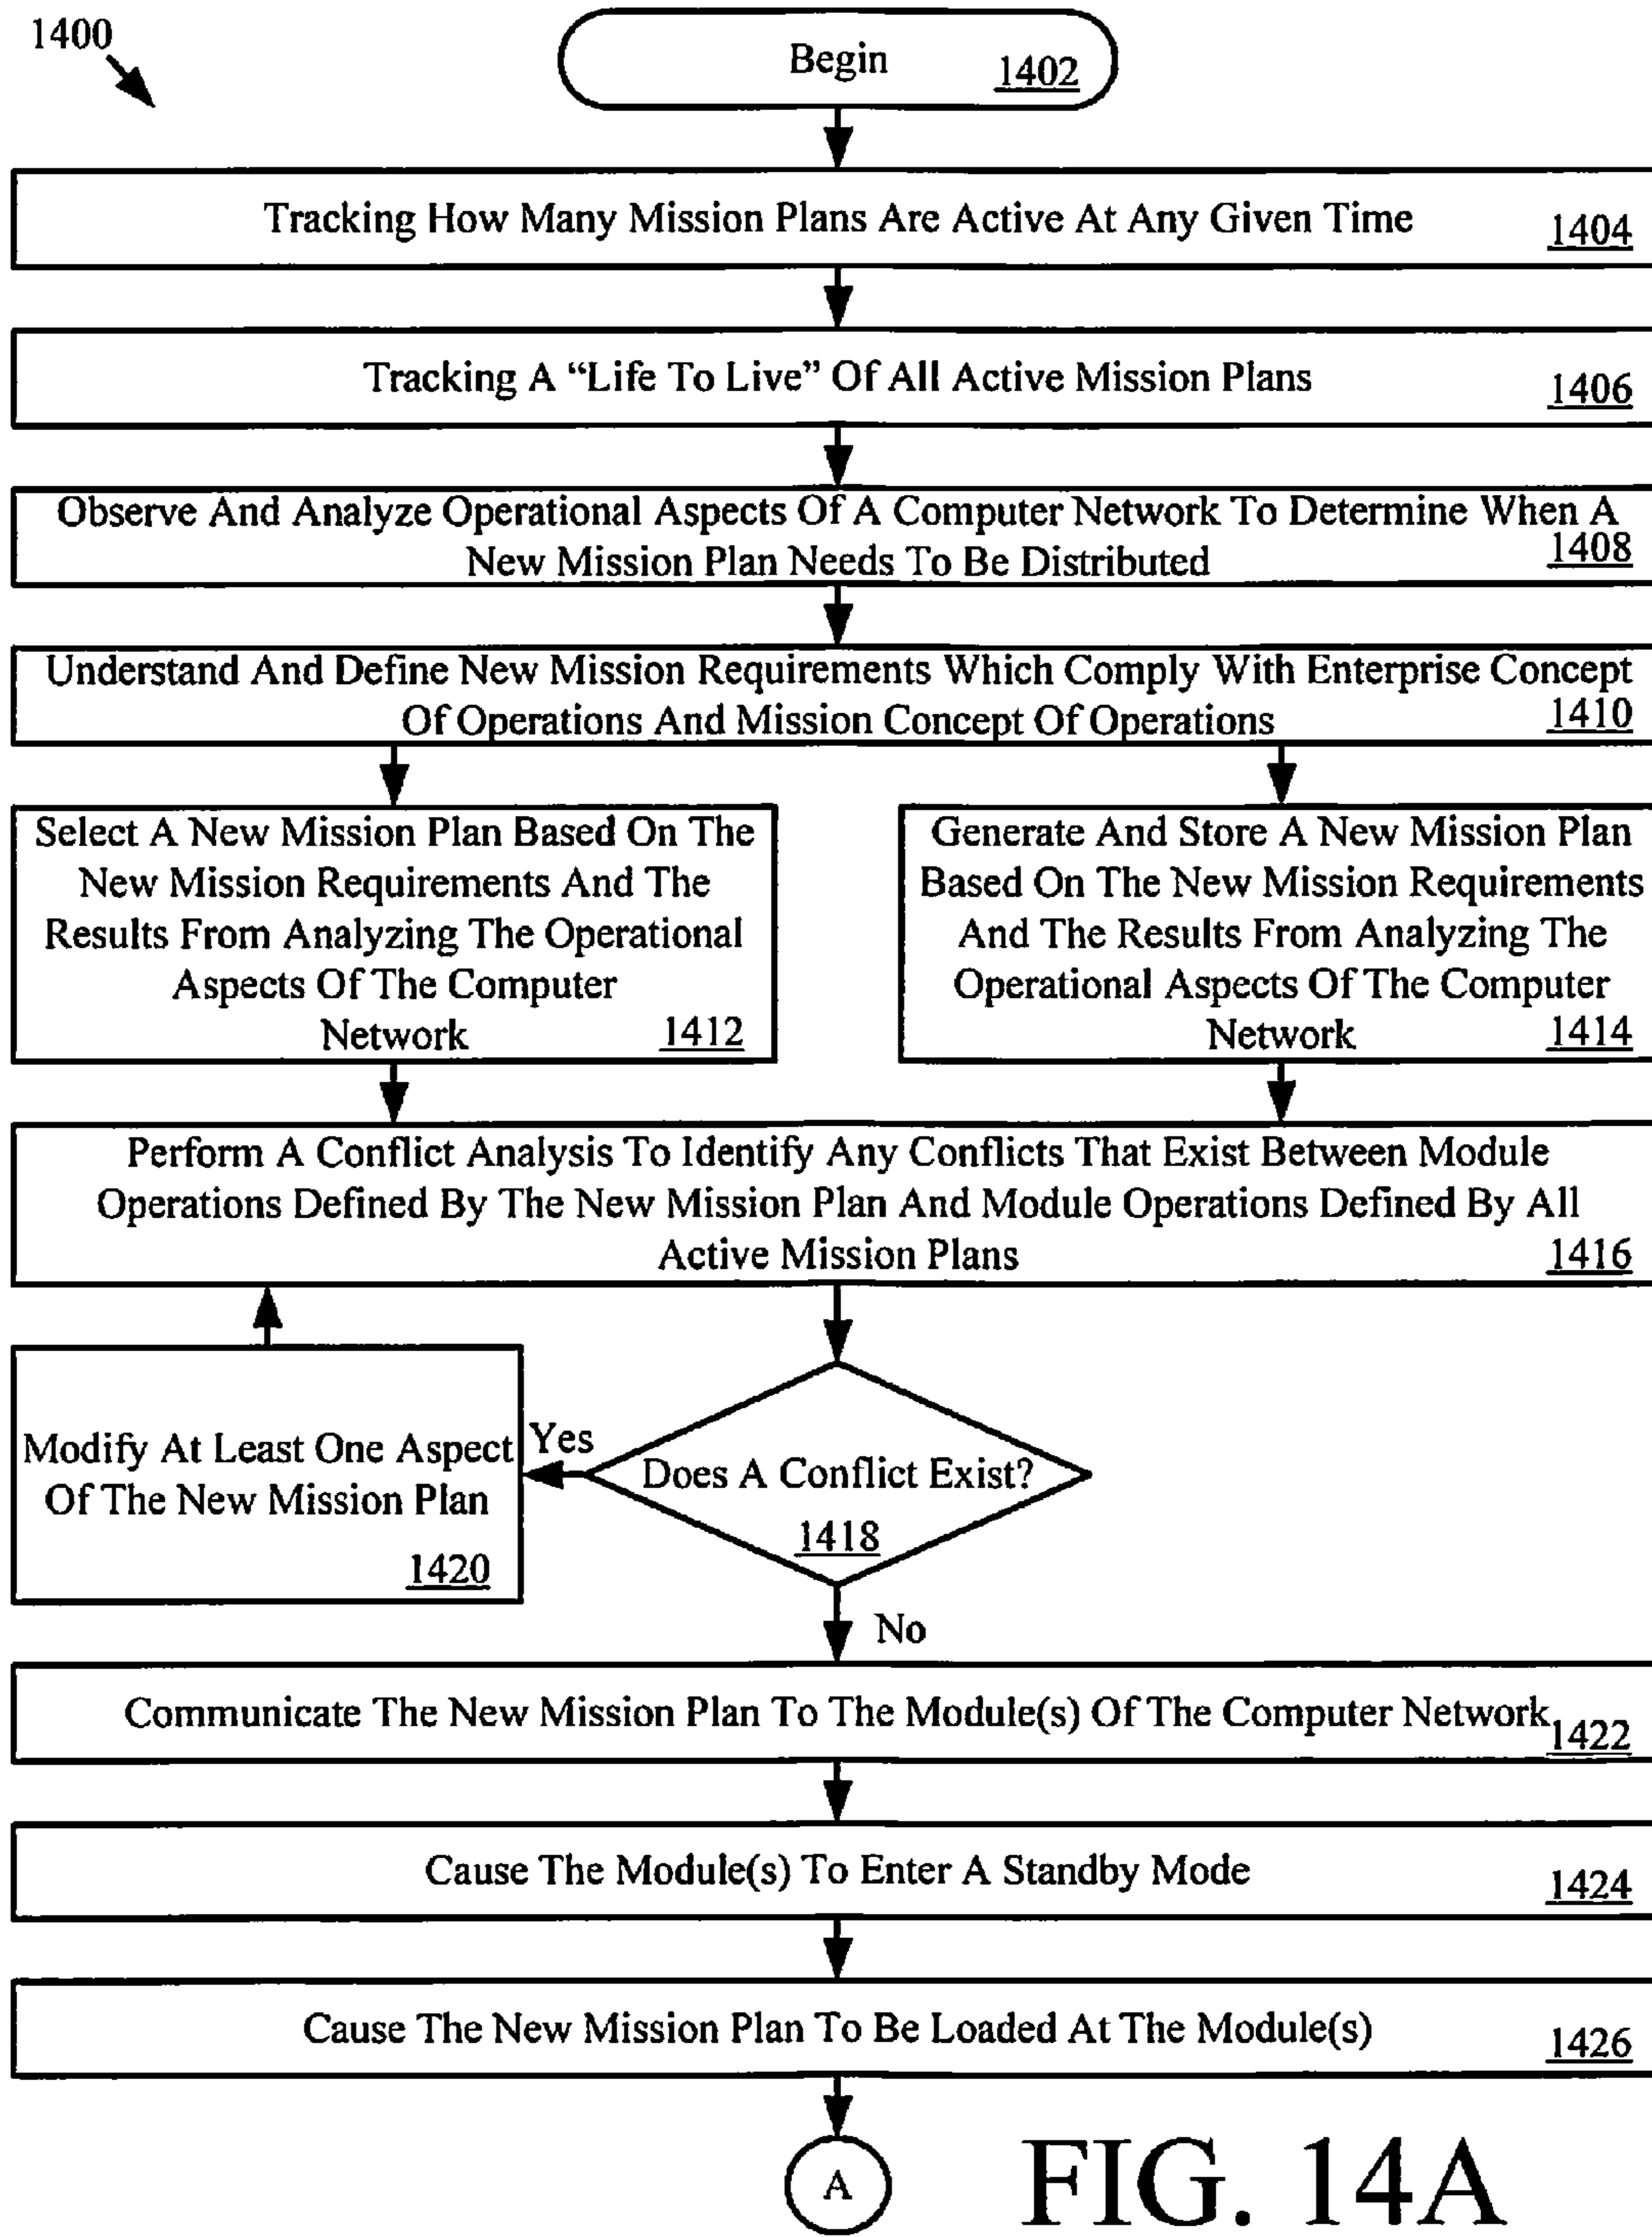 1400
Begin
1402
Tracking How Many Mission Plans Are Active At Any Given Time
1404
Tracking A “Life To Live” Of All Active Mission Plans
1406
Observe And Analyze Operational Aspects Of A Computer Network To Determine When A
New Mission Plan Needs To Be Distributed
1408
Understand And Define New Mission Requirements Which Comply With Enterprise Concept
Of Operations And Mission Concept Of Operations
1410
Select A New Mission Plan Based On The
New Mission Requirements And The
Results From Analyzing The Operational
Aspects Of The Computer
Network
1412
Generate And Store A New Mission Plan
Based On The New Mission Requirements
And The Results From Analyzing The
Operational Aspects Of The Computer
Network
1414
Perform A Conflict Analysis To Identify Any Conflicts That Exist Between Module
Operations Defined By The New Mission Plan And Module Operations Defined By All
Active Mission Plans
1416
Modify At Least One Aspect
Of The New Mission Plan
1420
Yes
Does A Conflict Exist?
1418
No
Communicate The New Mission Plan To The Module(s) Of The Computer Network
1422
Cause The Module(s) To Enter A Standby Mode
1424
Cause The New Mission Plan To Be Loaded At The Module(s)
1426
A
FIG. 14A